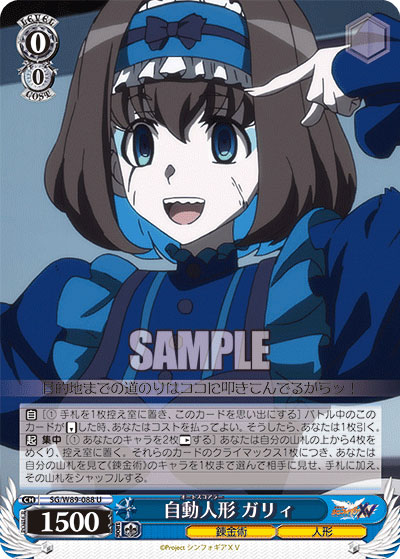 LEVEL
0
0
COST
SAMPLE
目的地までの道のりはココに叩きこんでるがらッ!
自［① 手札を1枚控え室に置き、このカードを思い出にする］ バトル中のこの
カードが した時、あなたはコストを払ってよい。そうしたら、あなたは1枚引く。
起 集中 ［① あなたのキャラを2枚 する］ あなたは自分の山札の上から4枚を
めくり、控え室に置く。それらのカードのクライマックス1枚につき、あなたは
自分の山札を見て《錬金術》のキャラを1枚まで選んで相手に見せ、手札に加え、
その山札をシャッフルする。
CH SG/W89-088 U
1500
オートスコアラー
自動人形 ガリィ
XV
錬金術
人形
©Project シンフォギアＸＶ